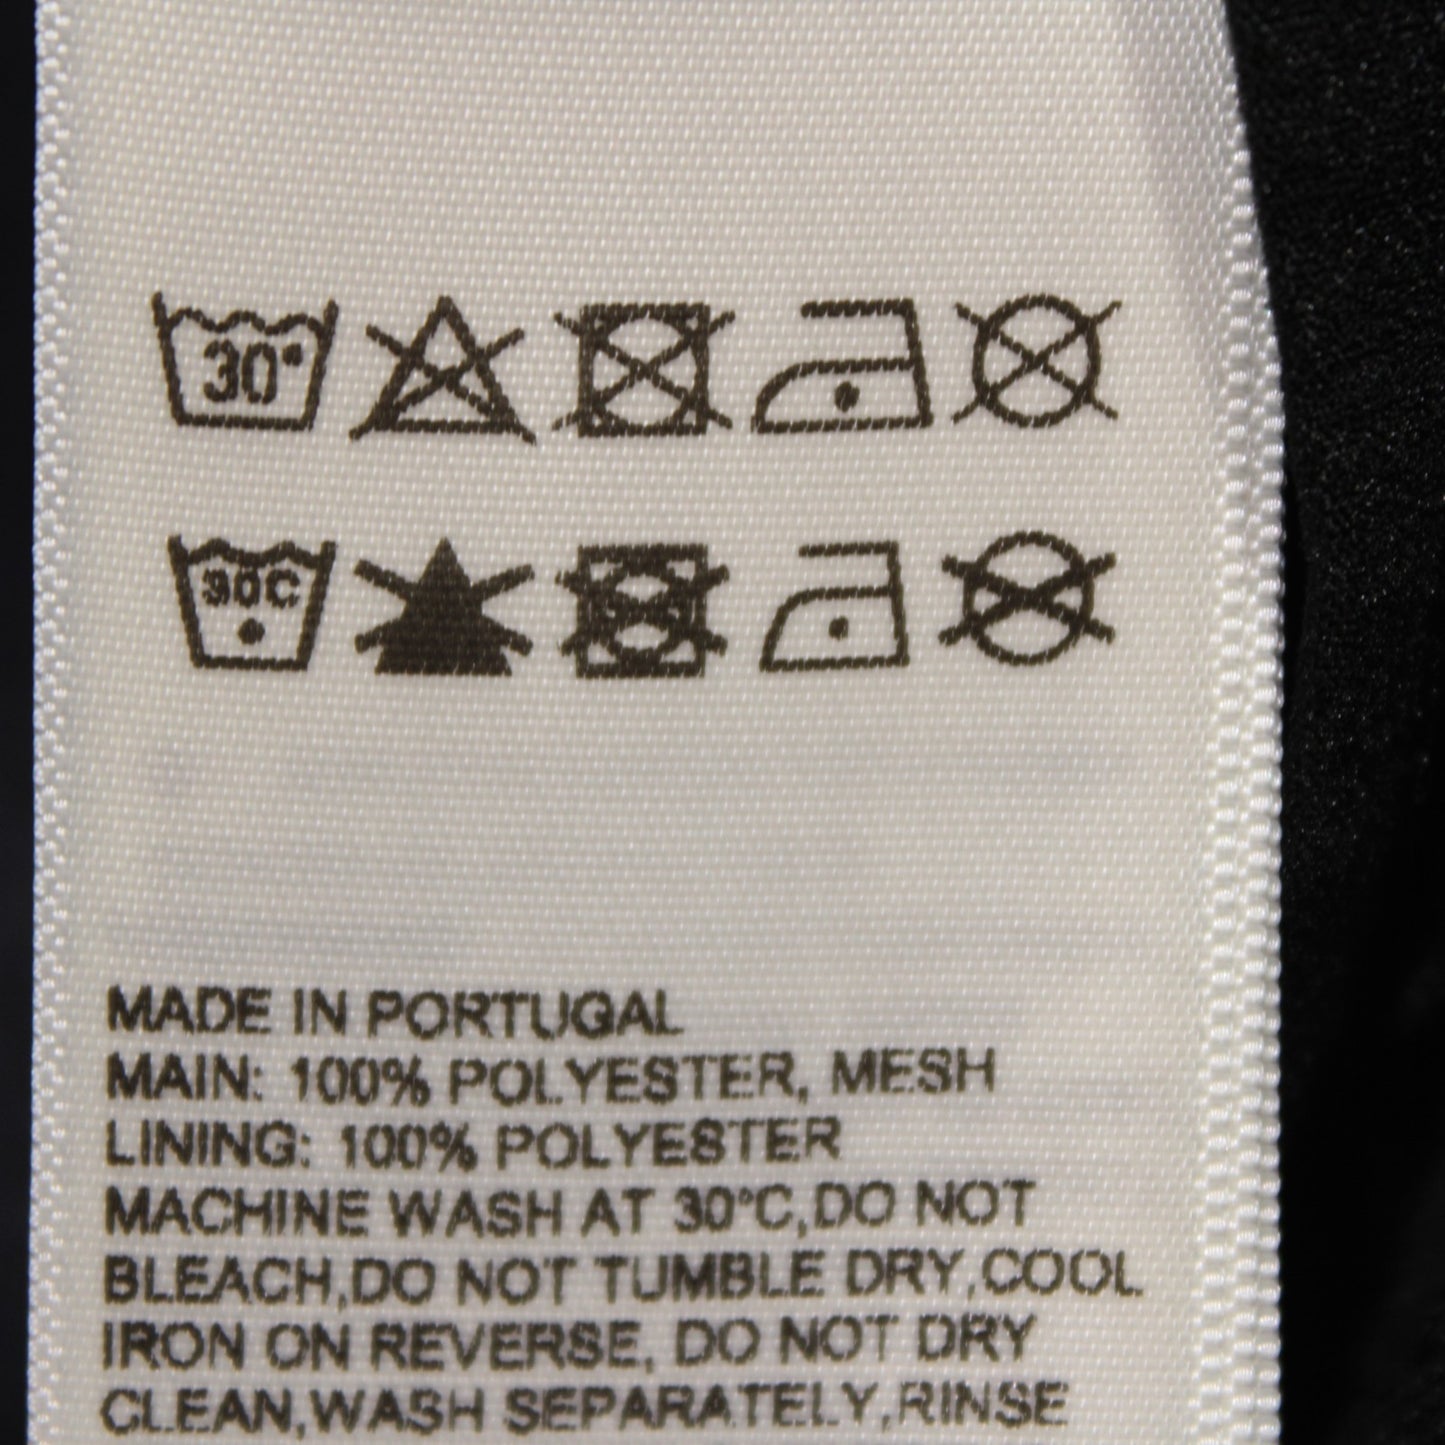 30°
30C
MADE IN PORTUGAL
MAIN: 100% POLYESTER, MESH
LINING: 100% POLYESTER
MACHINE WASH AT 30°C,DO NOT
BLEACH,DO NOT TUMBLE DRY,COOL
IRON ON REVERSE, DO NOT DRY
CLEAN,WASH SEPARATELY,RINSE